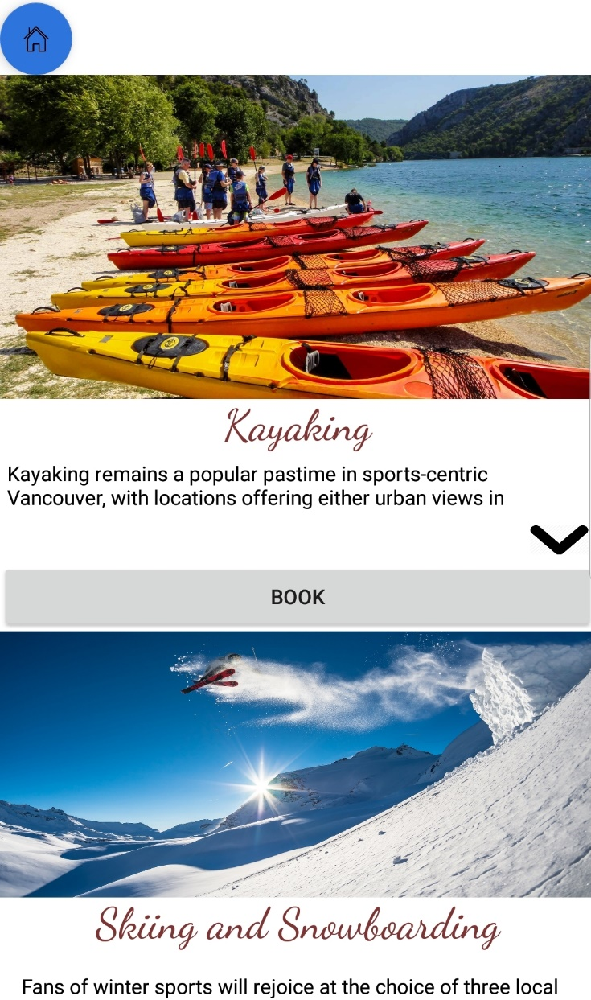 Kayaking
Kayaking remains a popular pastime in sports-centric
Vancouver, with locations offering either urban views in
BOOK
Skiing and Snowboarding
Fans of winter sports will rejoice at the choice of three local